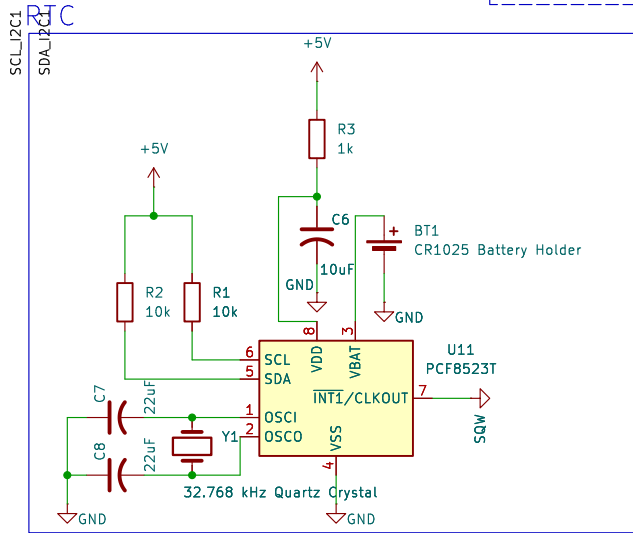 RTC
SCL_I2C1
SDA_I2C1
+5V
R3
1k
+5V
C6
10uF
GND
BT1
CR1025 Battery Holder
GND
R2
10k
R1
10k
8
3
VDD
VBAT
U11
PCF8523T
6
SCL
5
SDA
INT1/CLKOUT
7
SQW
C7
22uF
1
OSCI
2
OSCO
Y1
C8
22uF
VSS
4
32.768 kHz Quartz Crystal
GND
GND